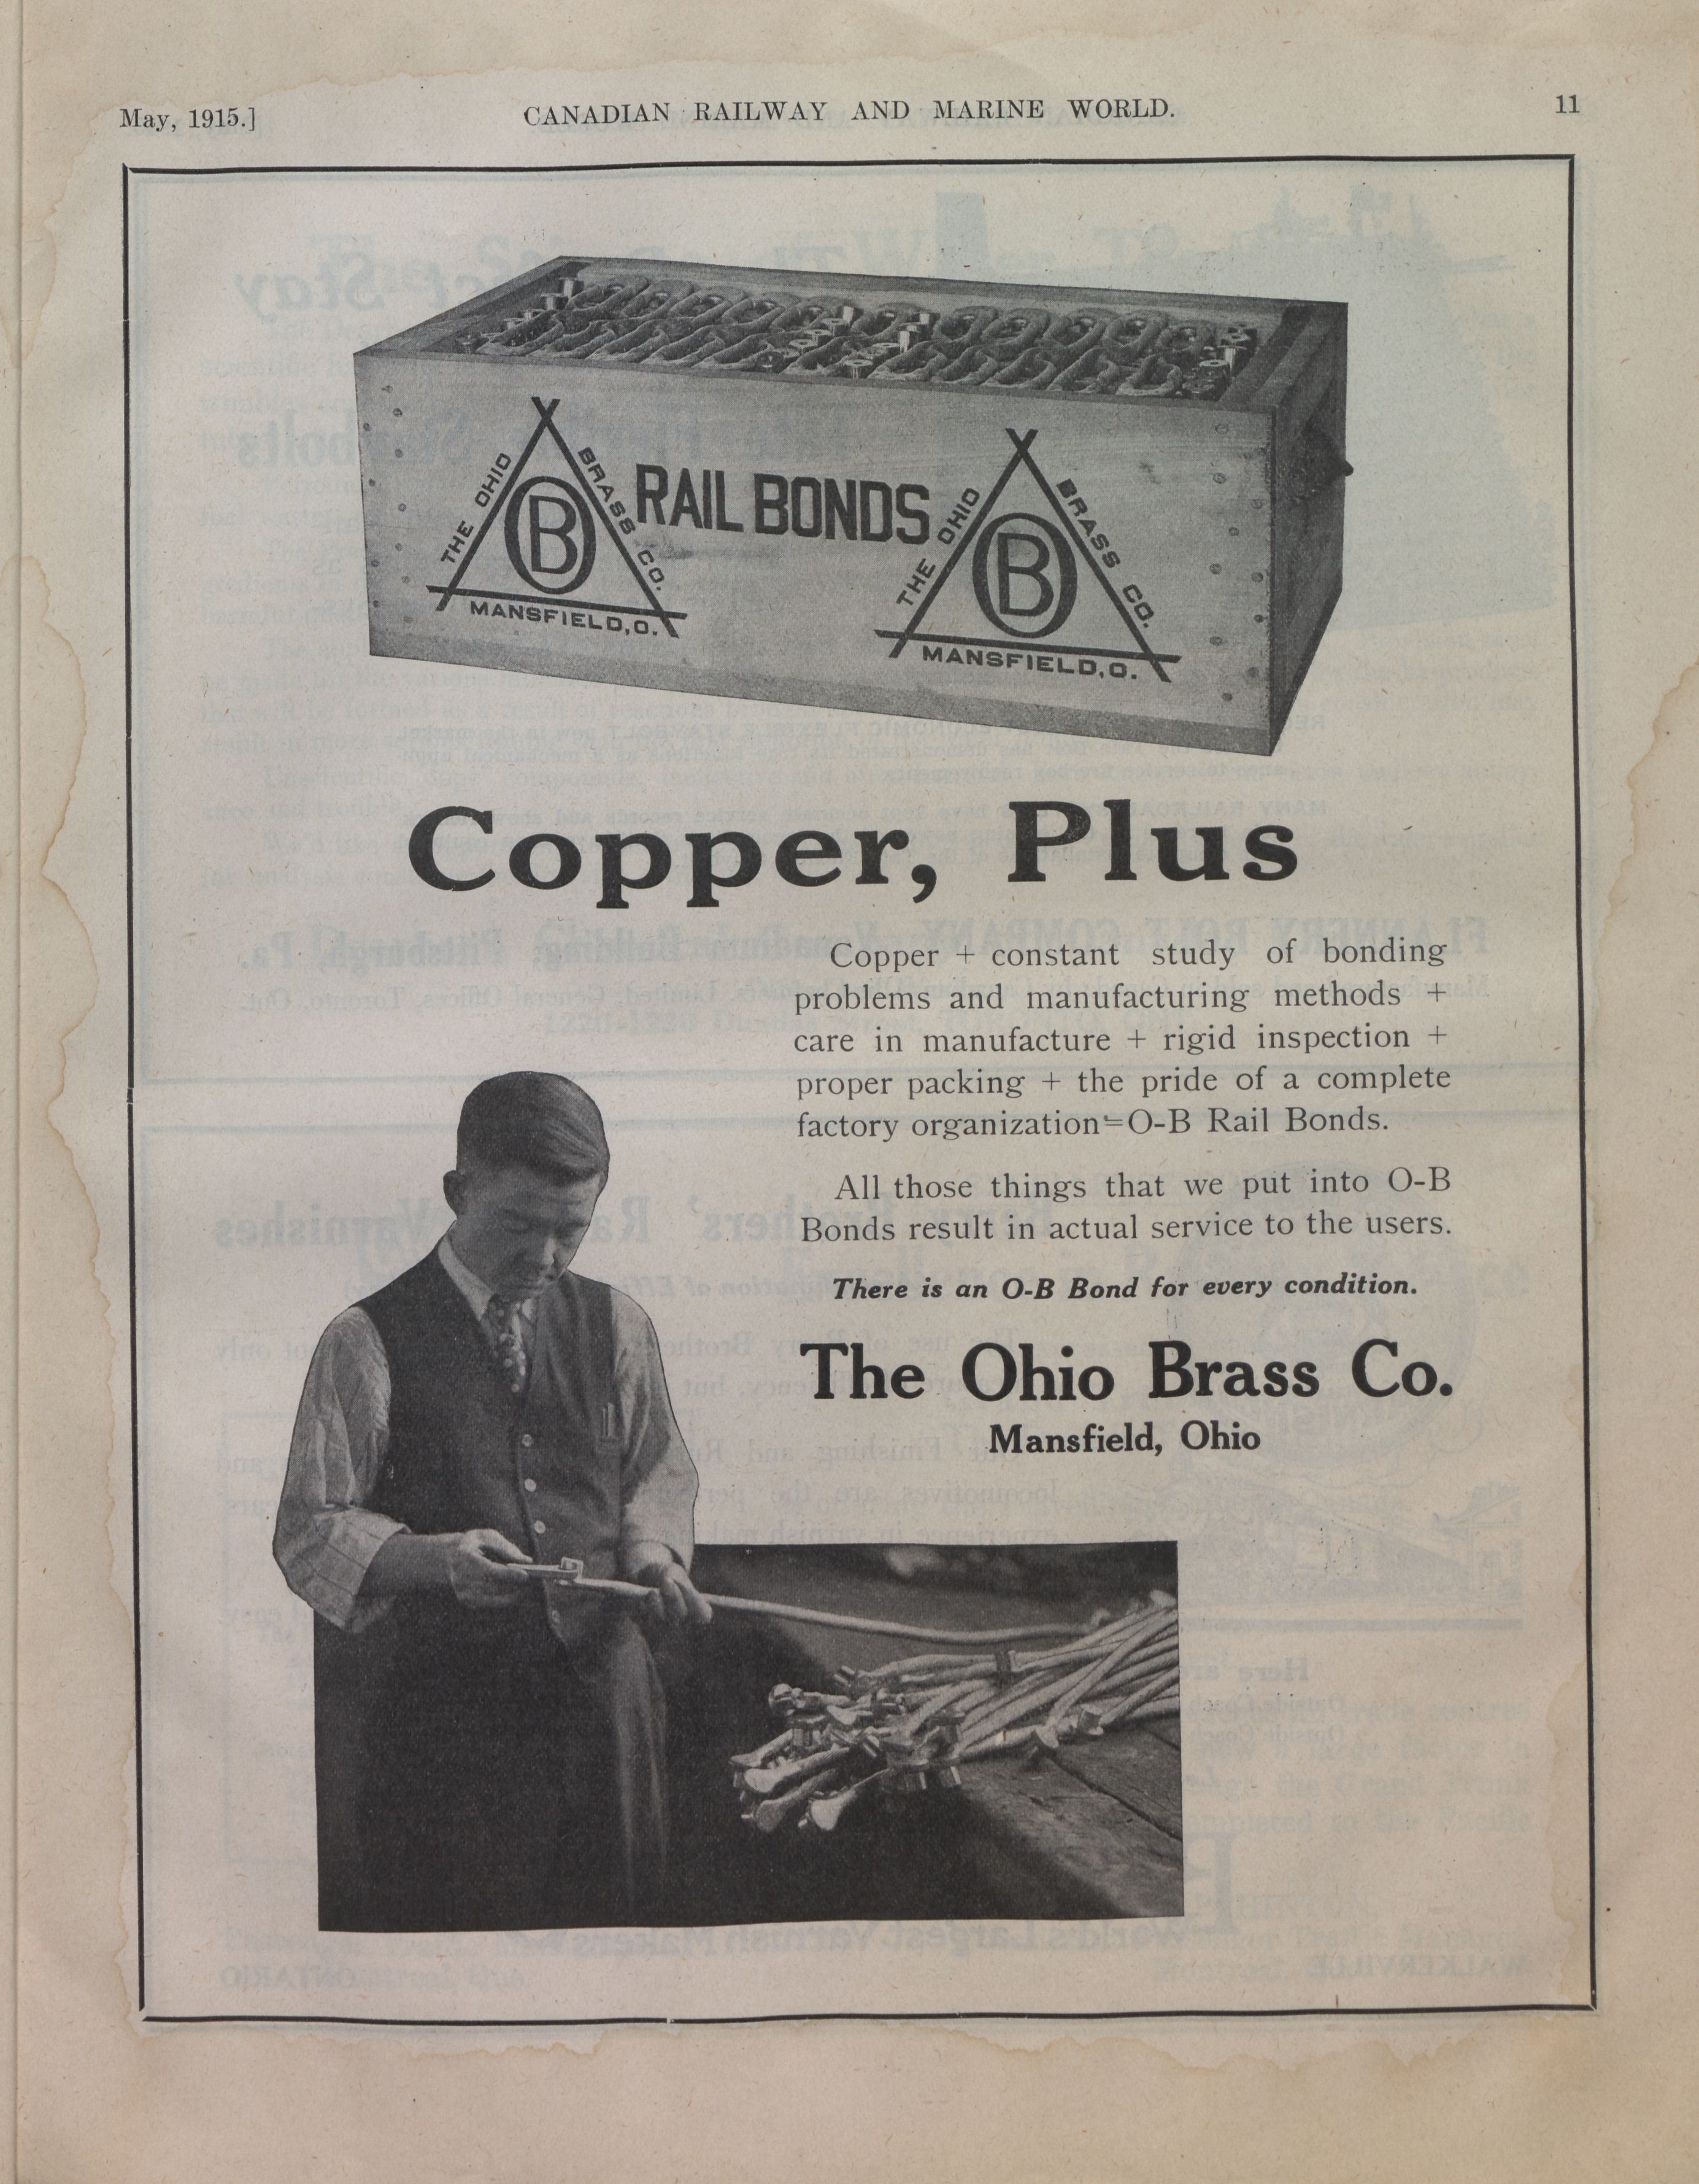 May, 1915.]
CANADIAN RAILWAY AND MARINE WORLD.
11
THE OHIO BRASS CO.
MANSFIELD, O.
OB
RAIL BONDS
THE OHIO BRASS CO.
MANSFIELD, O.
OB
Copper, Plus
Copper + constant study of bonding
problems and manufacturing methods +
care in manufacture + rigid inspection +
proper packing + the pride of a complete
factory organization=O-B Rail Bonds.
All those things that we put into O-B
Bonds result in actual service to the users.
There is an O-B Bond for every condition.
The Ohio Brass Co.
Mansfield, Ohio